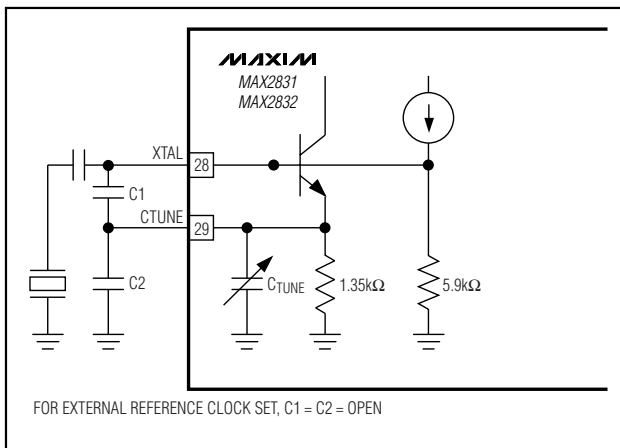 MAXIM
MAX2831
MAX2832
XTAL
28
C1
CTUNE
29
C2
CTUNE
1.35kΩ
5.9kΩ
FOR EXTERNAL REFERENCE CLOCK SET, C1 = C2 = OPEN